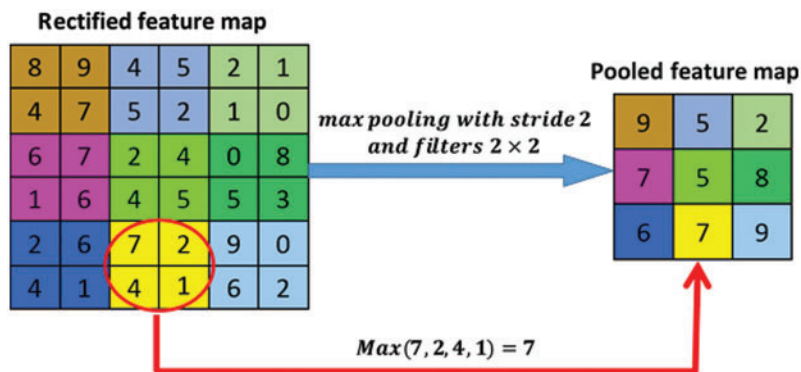 Rectified feature map
8 9 4 5 2 1
4 7 5 2 1 0
6 7 2 4 0 8
1 6 4 5 5 3
2 6 7 2 9 0
4 1 4 1 6 2
max pooling with stride 2
and filters 2 × 2
Pooled feature map
9 5 2
7 5 8
6 7 9
Max(7, 2, 4, 1) = 7